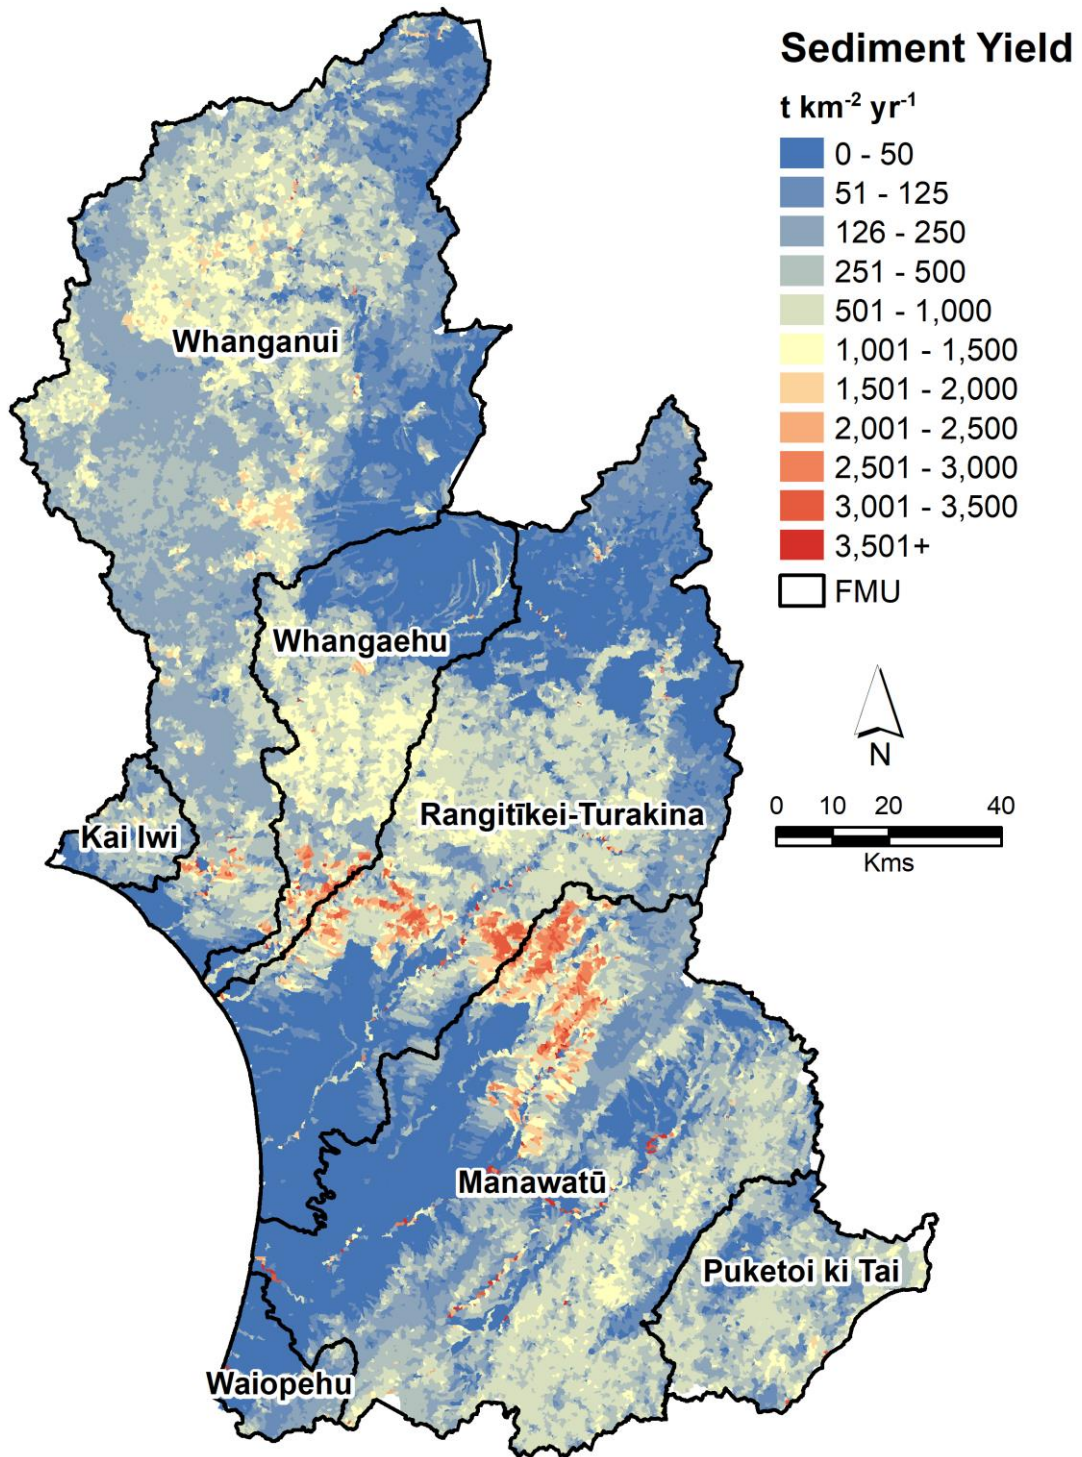 Sediment Yield
t km⁻² yr⁻¹
0 - 50
51 - 125
126 - 250
251 - 500
501 - 1,000
1,001 - 1,500
1,501 - 2,000
2,001 - 2,500
2,501 - 3,000
3,001 - 3,500
3,501+
FMU
N
0 10 20 40
Kms
Whanganui
Whangaehu
Rangitīkei-Turakina
Kai Iwi
Manawatū
Puketoi ki Tai
Waiopehu